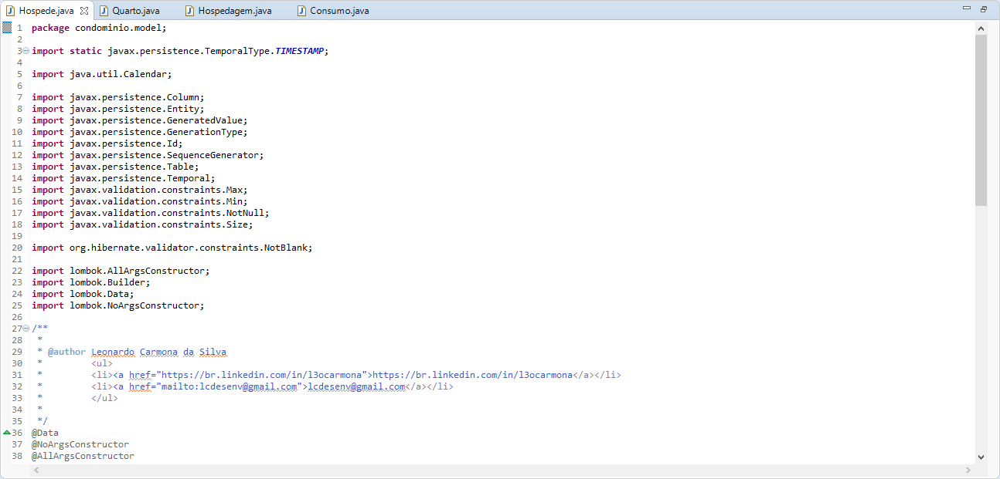 Hospede.java Quarto.java Hospedagem.java Consumo.java
1 package condominio.model;
2
3 import static javax.persistence.TemporalType.TIMESTAMP;
4
5 import java.util.Calendar;
6
7 import javax.persistence.Column;
8 import javax.persistence.Entity;
9 import javax.persistence.GeneratedValue;
10 import javax.persistence.GenerationType;
11 import javax.persistence.Id;
12 import javax.persistence.SequenceGenerator;
13 import javax.persistence.Table;
14 import javax.persistence.Temporal;
15 import javax.validation.constraints.Max;
16 import javax.validation.constraints.Min;
17 import javax.validation.constraints.NotNull;
18 import javax.validation.constraints.Size;
19
20 import org.hibernate.validator.constraints.NotBlank;
21
22 import lombok.AllArgsConstructor;
23 import lombok.Builder;
24 import lombok.Data;
25 import lombok.NoArgsConstructor;
26
27 /**
28 *
29 * @author Leonardo Carmona da Silva
30 * <ul>
31 * <li><a href="https://br.linkedin.com/in/l3ocarmona">https://br.linkedin.com/in/l3ocarmona</a></li>
32 * <li><a href="mailto:lcdesenv@gmail.com">lcdesenv@gmail.com</a></li>
33 * </ul>
34 *
35 */
36 @Data
37 @NoArgsConstructor
38 @AllArgsConstructor